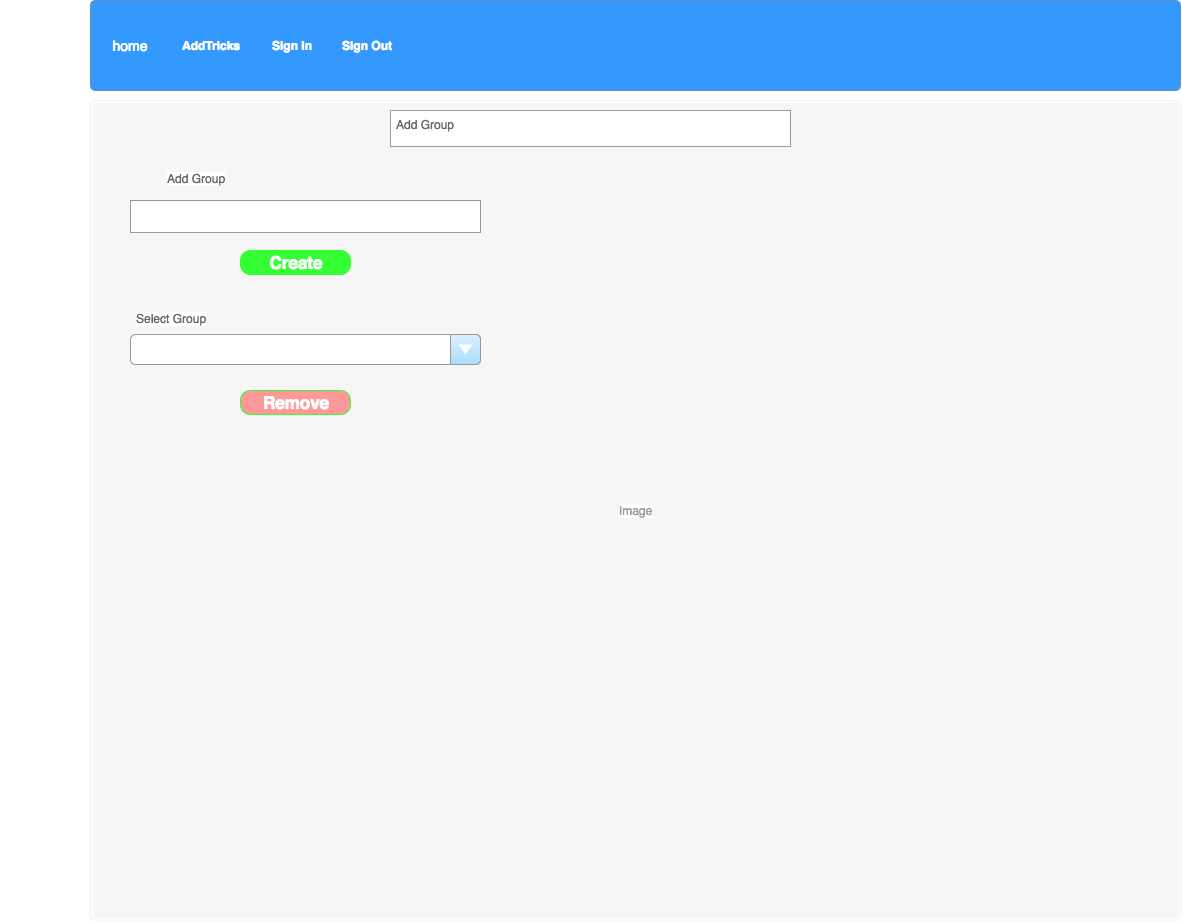 home AddTricks Sign in Sign Out
Add Group
Add Group
Create
Select Group
Remove
Image